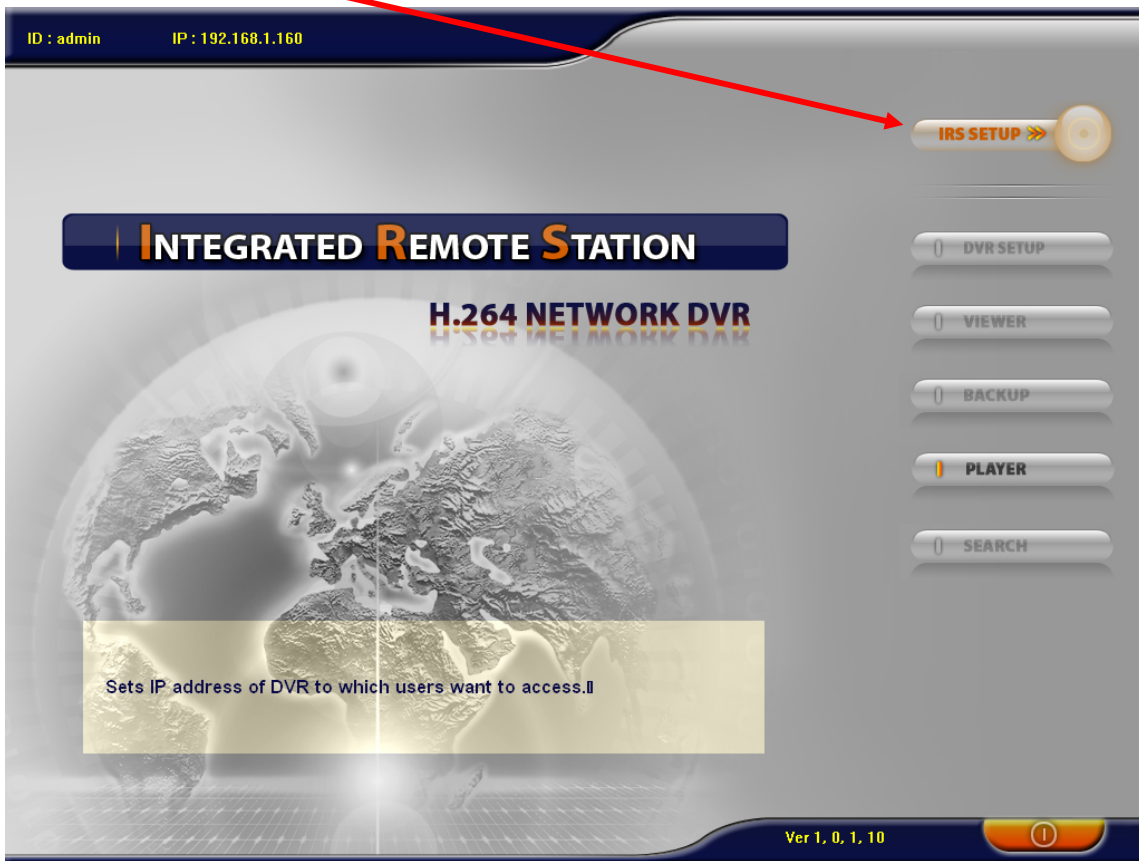 ID : admin IP : 192.168.1.160
IRS SETUP
INTEGRATED REMOTE STATION
DVR SETUP
H.264 NETWORK DVR
VIEWER
BACKUP
PLAYER
SEARCH
Sets IP address of DVR to which users want to access.
Ver 1, 0, 1, 10